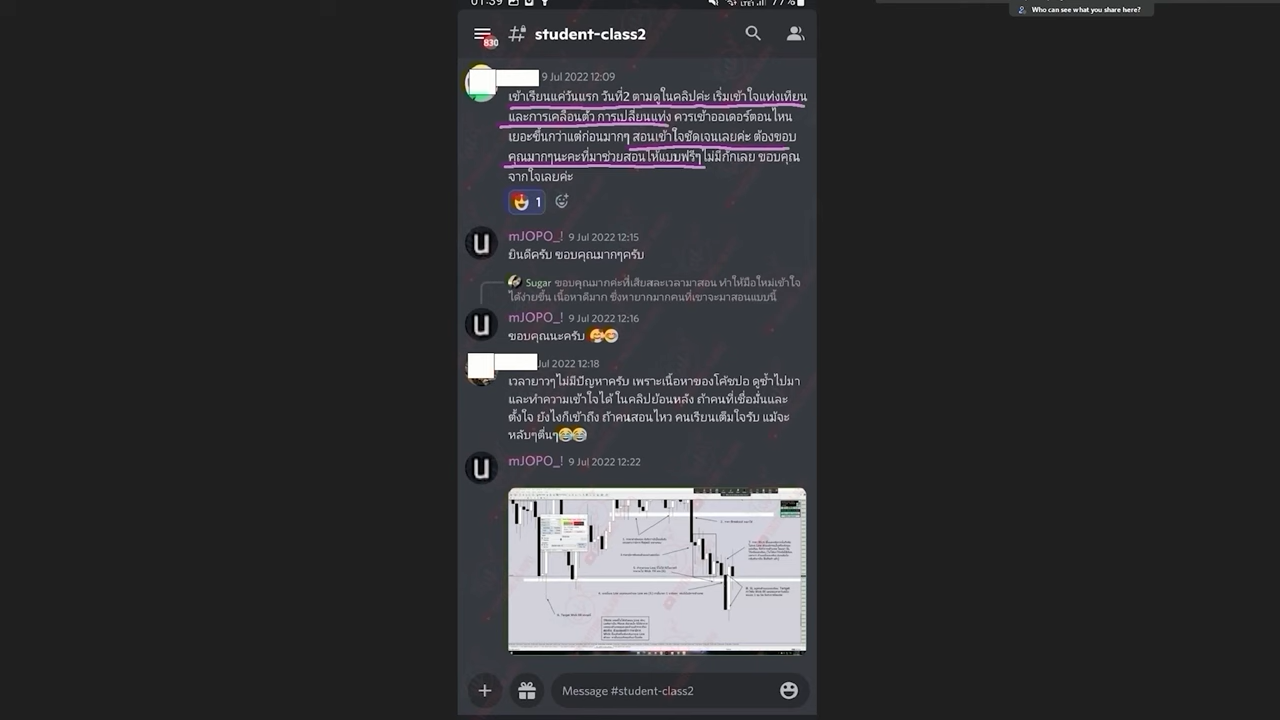 01:39
77%
Who can see what you share here?
830
student-class2
9 Jul 2022 12:09
เข้าเรียนแค่วันแรก วันที่2 ตามดูในคลิปค่ะ เริ่มเข้าใจแท่งเทียน
และการเคลื่อนตัว การเปลี่ยนแท่ง ควรเข้าออเดอร์ตอนไหน
เยอะขึ้นกว่าแต่ก่อนมากๆ สอนเข้าใจชัดเจนเลยค่ะ ต้องขอบ
คุณมากๆนะคะที่มาช่วยสอนให้แบบฟรีๆไม่มีกั๊กเลย ขอบคุณ
จากใจเลยค่ะ
1
mJOPO_! 9 Jul 2022 12:15
ยินดีครับ ขอบคุณมากๆครับ
Sugar ขอบคุณมากค่ะที่เสียสละเวลามาสอน ทำให้มือใหม่เข้าใจ
ได้ง่ายขึ้น เนื้อหาดีมาก ซึ่งหายากมากคนที่เขาจะมาสอนแบบนี้
mJOPO_! 9 Jul 2022 12:16
ขอบคุณนะครับ 🥰😊
Jul 2022 12:18
เวลายาวๆไม่มีปัญหาครับ เพราะเนื้อหาของโค๊ชปอ ดูซ้ำไปมา
และทำความเข้าใจได้ ในคลิปย้อนหลัง ถ้าคนที่เชื่อมั่นและ
ตั้งใจ ยังไงก็เข้าถึง ถ้าคนสอนไหว คนเรียนเต็มใจรับ แม้จะ
หลับๆตื่นๆ😂😂
mJOPO_! 9 Jul 2022 12:22
Message #student-class2